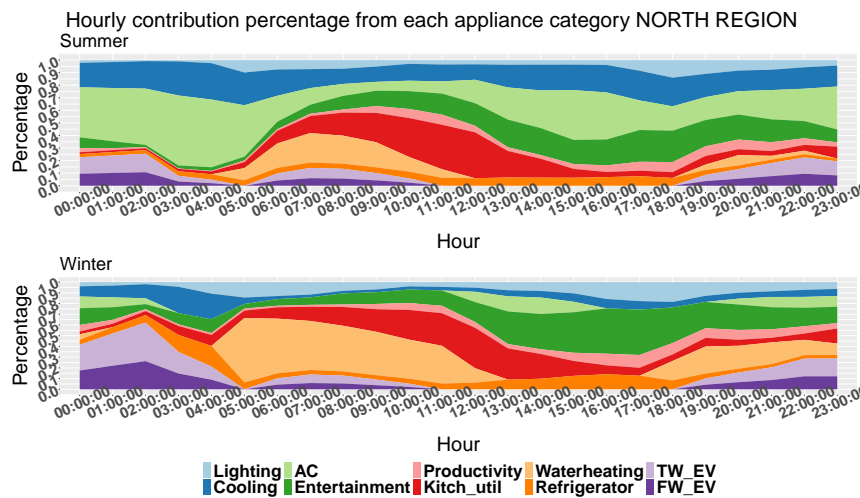 Hourly contribution percentage from each appliance category NORTH REGION
Summer
Percentage
1.0
0.9
0.8
0.7
0.6
0.5
0.4
0.3
0.2
0.1
0.0
00:00:00 01:00:00 02:00:00 03:00:00 04:00:00 05:00:00 06:00:00 07:00:00 08:00:00 09:00:00 10:00:00 11:00:00 12:00:00 13:00:00 14:00:00 15:00:00 16:00:00 17:00:00 18:00:00 19:00:00 20:00:00 21:00:00 22:00:00 23:00:00
Hour
Winter
Percentage
1.0
0.9
0.8
0.7
0.6
0.5
0.4
0.3
0.2
0.1
0.0
00:00:00 01:00:00 02:00:00 03:00:00 04:00:00 05:00:00 06:00:00 07:00:00 08:00:00 09:00:00 10:00:00 11:00:00 12:00:00 13:00:00 14:00:00 15:00:00 16:00:00 17:00:00 18:00:00 19:00:00 20:00:00 21:00:00 22:00:00 23:00:00
Hour
Lighting AC Productivity Waterheating TW_EV
Cooling Entertainment Kitch_util Refrigerator FW_EV